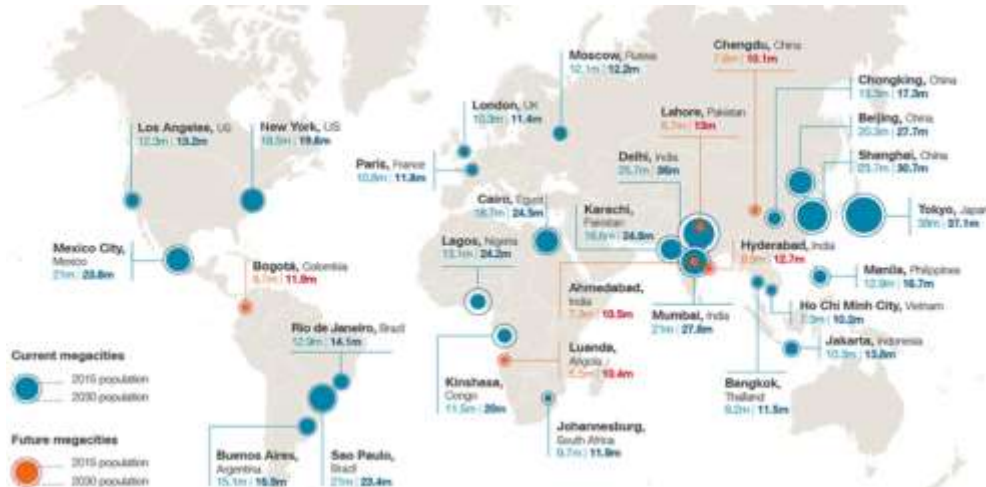 Moscow, Russia
12.1m | 12.2m
Chengdu, China
7.6m | 10.1m
Chongking, China
13.3m | 17.3m
London, UK
10.3m | 11.4m
Lahore, Pakistan
8.7m | 13m
Beijing, China
20.3m | 27.7m
Los Angeles, US
12.3m | 13.2m
New York, US
18.5m | 19.8m
Paris, France
10.8m | 11.8m
Delhi, India
25.7m | 36m
Shanghai, China
23.7m | 30.7m
Cairo, Egypt
18.7m | 24.5m
Karachi,
Pakistan
16.6m | 24.8m
Tokyo, Japan
38m | 37.1m
Mexico City,
Mexico
21m | 23.8m
Lagos, Nigeria
13.1m | 24.2m
Hyderabad, India
12.7m
Bogotá, Colombia
9.7m | 11.9m
Ahmedabad,
India
7.3m | 10.5m
Manila, Philippines
12.9m | 16.7m
Mumbai, India
21m | 27.8m
Ho Chi Minh City, Vietnam
7.3m | 10.2m
Rio de Janeiro, Brazil
12.9m | 14.1m
Jakarta, Indonesia
10.3m | 13.8m
Luanda,
Angola
5.5m | 10.4m
Current megacities
2015 population
2030 population
Kinshasa,
Congo
11.5m | 20m
Bangkok,
Thailand
9.2m | 11.5m
Johannesburg,
South Africa
9.7m | 11.9m
Future megacities
2015 population
2030 population
Buenos Aires,
Argentina
15.1m | 16.9m
Sao Paulo,
Brazil
21m | 23.4m